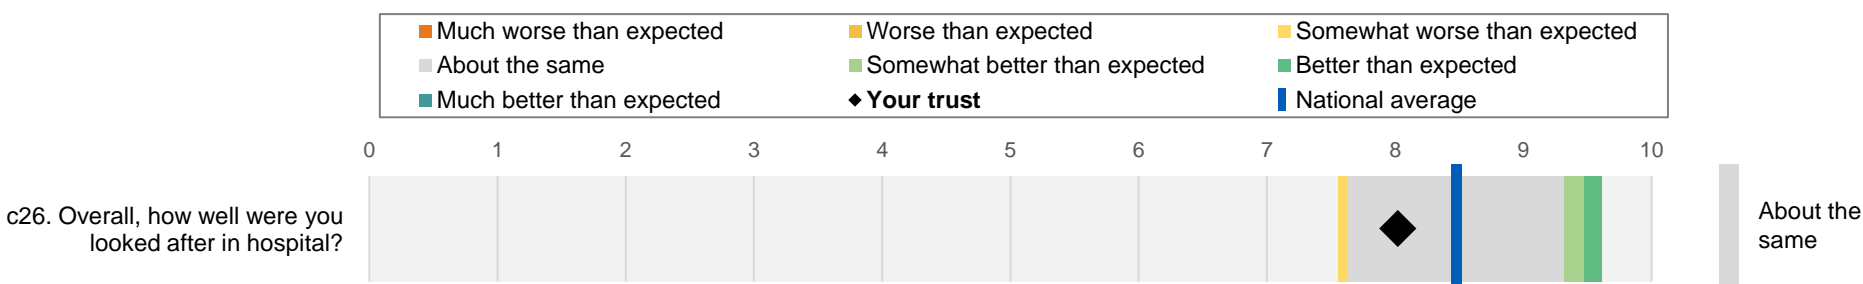 Much worse than expected
Worse than expected
Somewhat worse than expected
About the same
Somewhat better than expected
Better than expected
Much better than expected
Your trust
National average
0 1 2 3 4 5 6 7 8 9 10
c26. Overall, how well were you
looked after in hospital?
About the
same